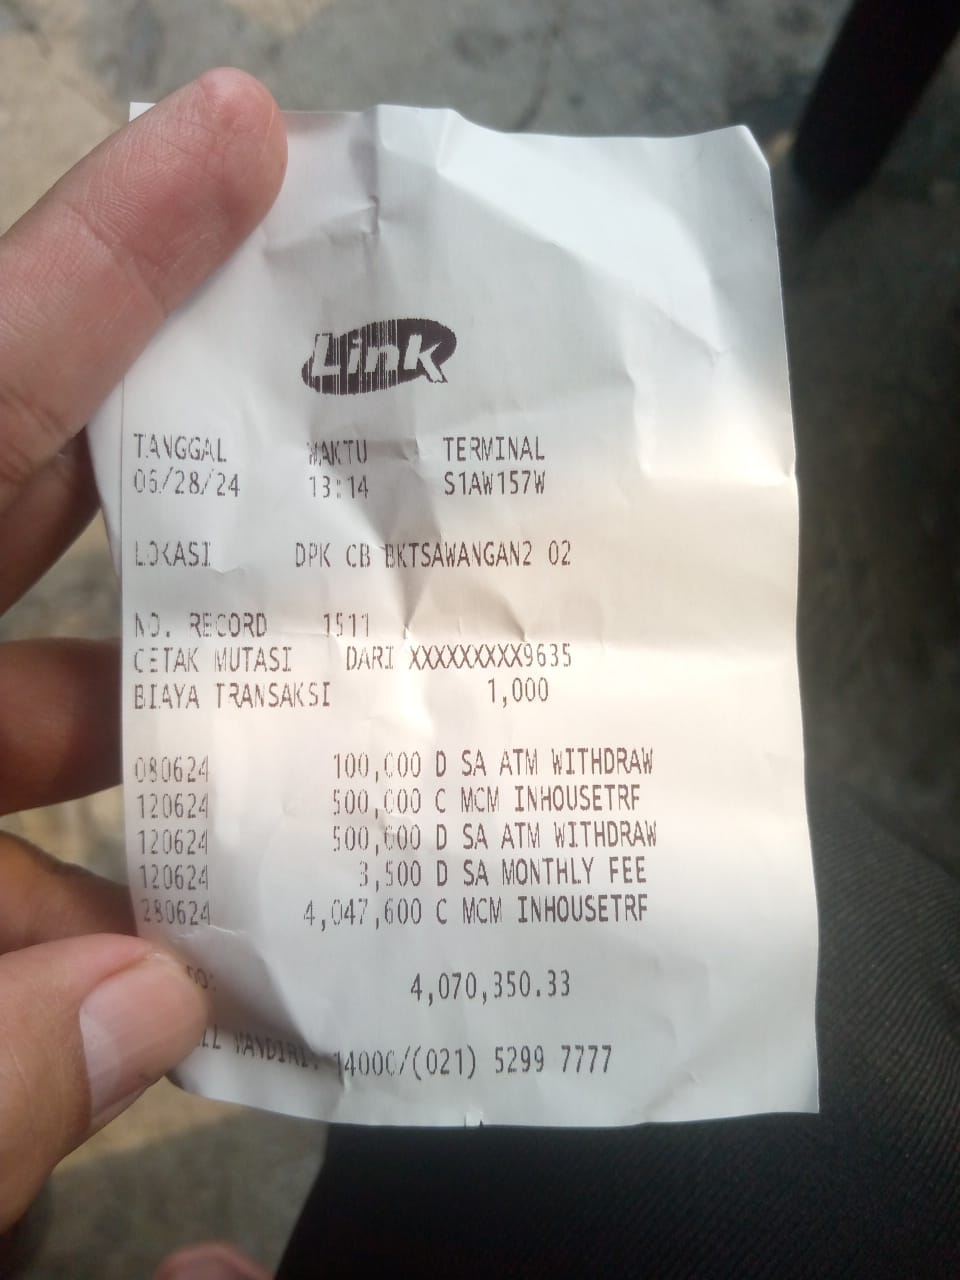 Link
TANGGAL WAKTU TERMINAL
06/28/24 13:14 S1AW157W
LOKASI DPK CB BKTSAWANGAN2 02
NO. RECORD 1511
CETAK MUTASI DARI XXXXXXXXX9635
BIAYA TRANSAKSI 1,000
080624 100,000 D SA ATM WITHDRAW
120624 500,000 C MCM INHOUSETRF
120624 500,000 D SA ATM WITHDRAW
120624 3,500 D SA MONTHLY FEE
280624 4,047,600 C MCM INHOUSETRF
4,070,350.33
MANDIRI: 14000/(021) 5299 7777